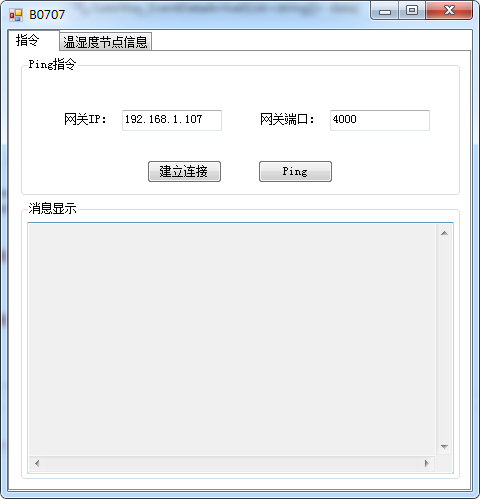 B0707
指令 温湿度节点信息
Ping指令
网关IP： 192.168.1.107 网关端口： 4000
建立连接 Ping
消息显示